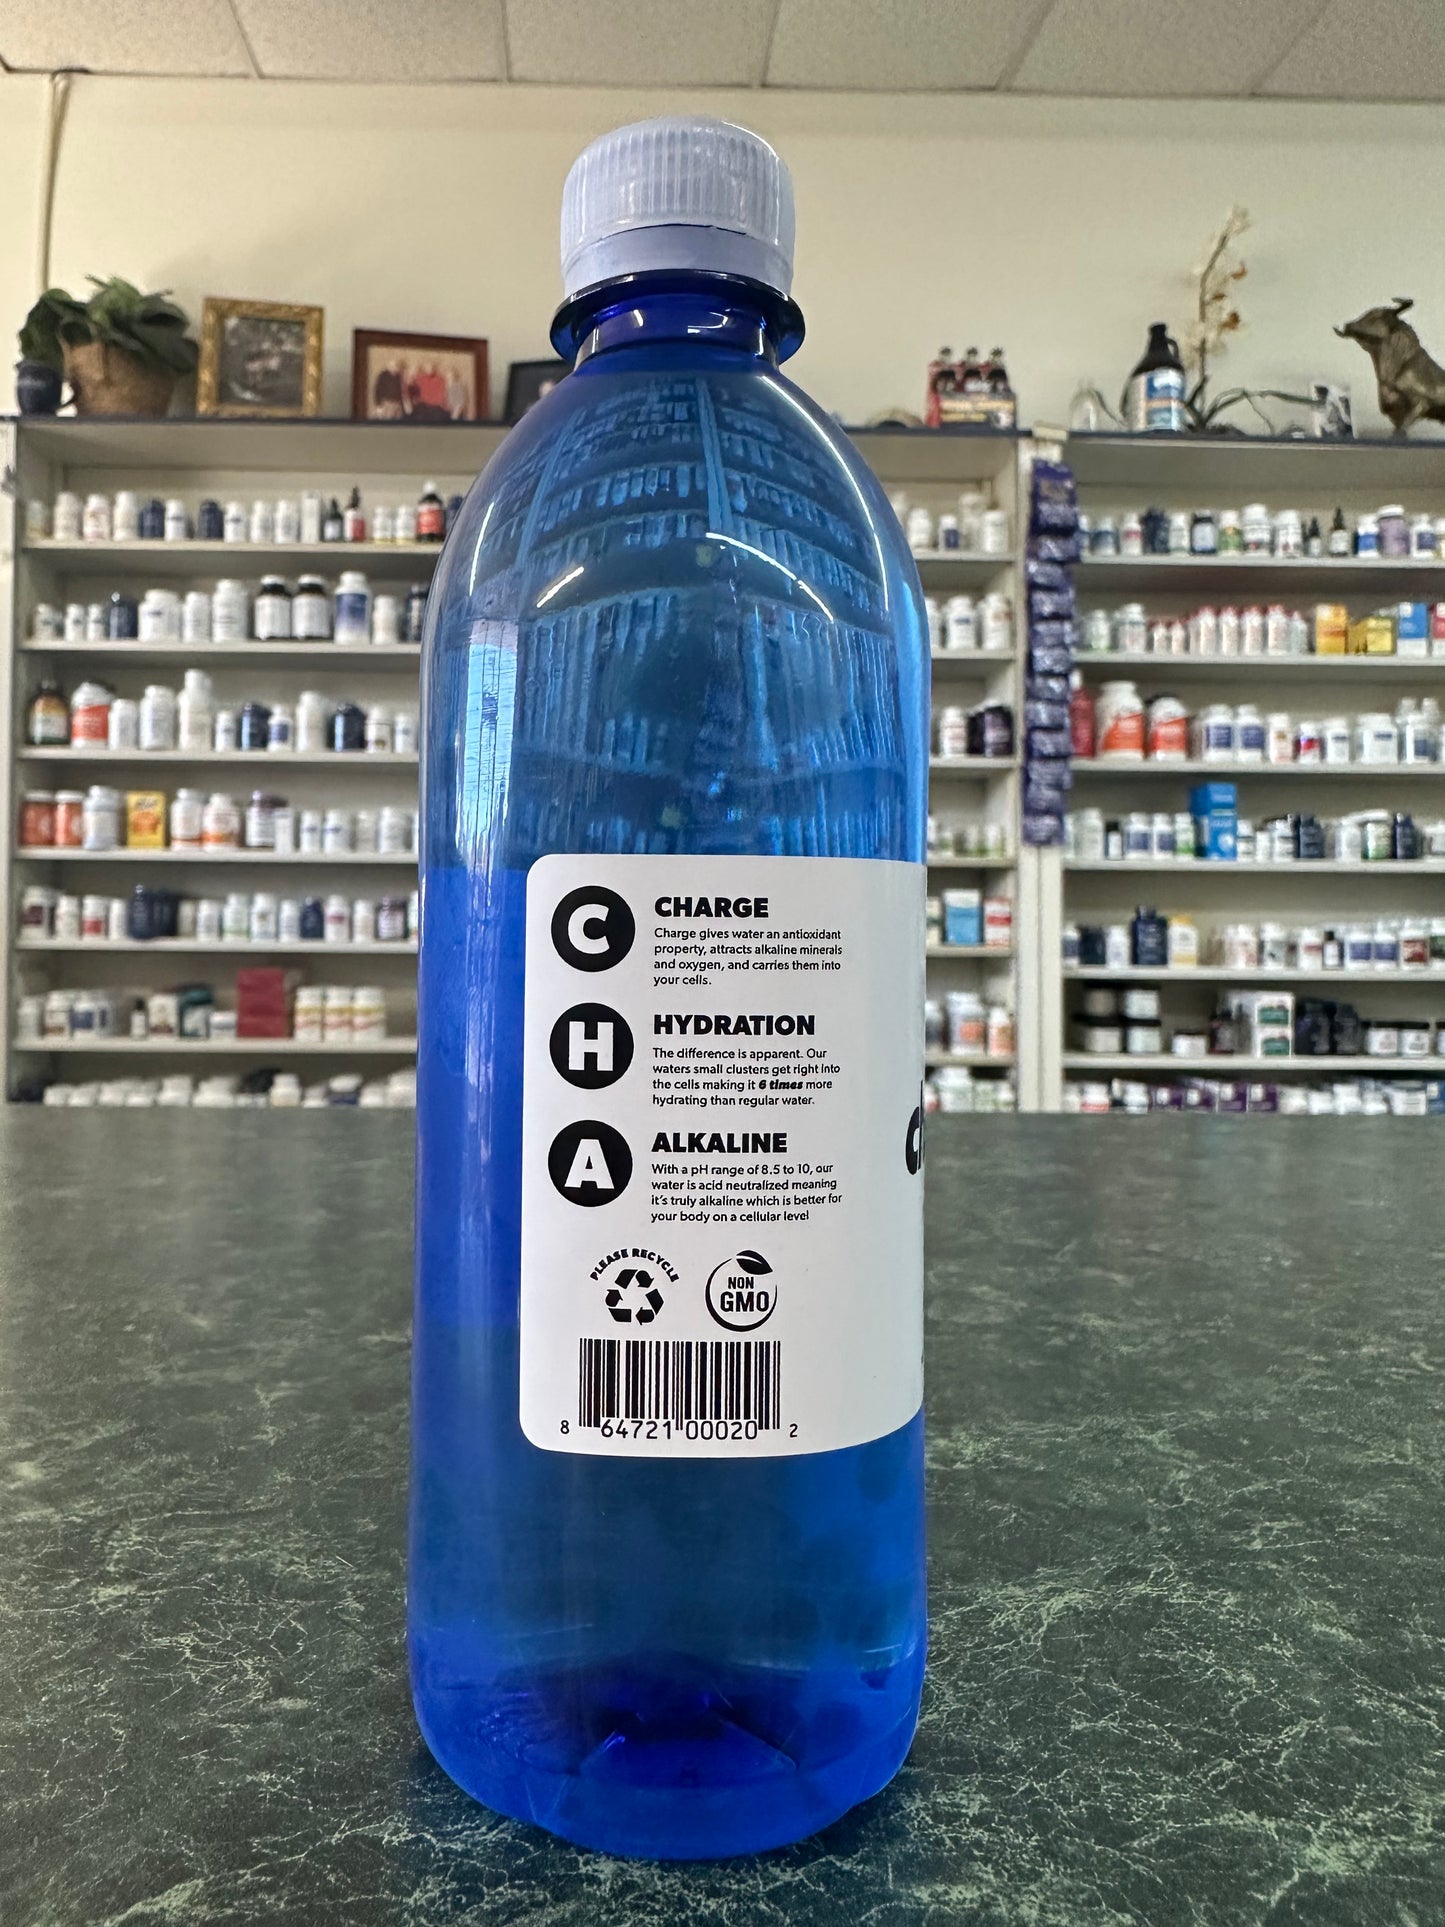 C
CHARGE
Charge gives water an antioxidant
property, attracts alkaline minerals
and oxygen, and carries them into
your cells.
H
HYDRATION
The difference is apparent. Our
waters small clusters get right into
the cells making it 6 times more
hydrating than regular water.
A
ALKALINE
With a pH range of 8.5 to 10, our
water is acid neutralized meaning
it's truly alkaline which is better for
your body on a cellular level
PLEASE RECYCLE
NON
GMO
8 64721 00020 2